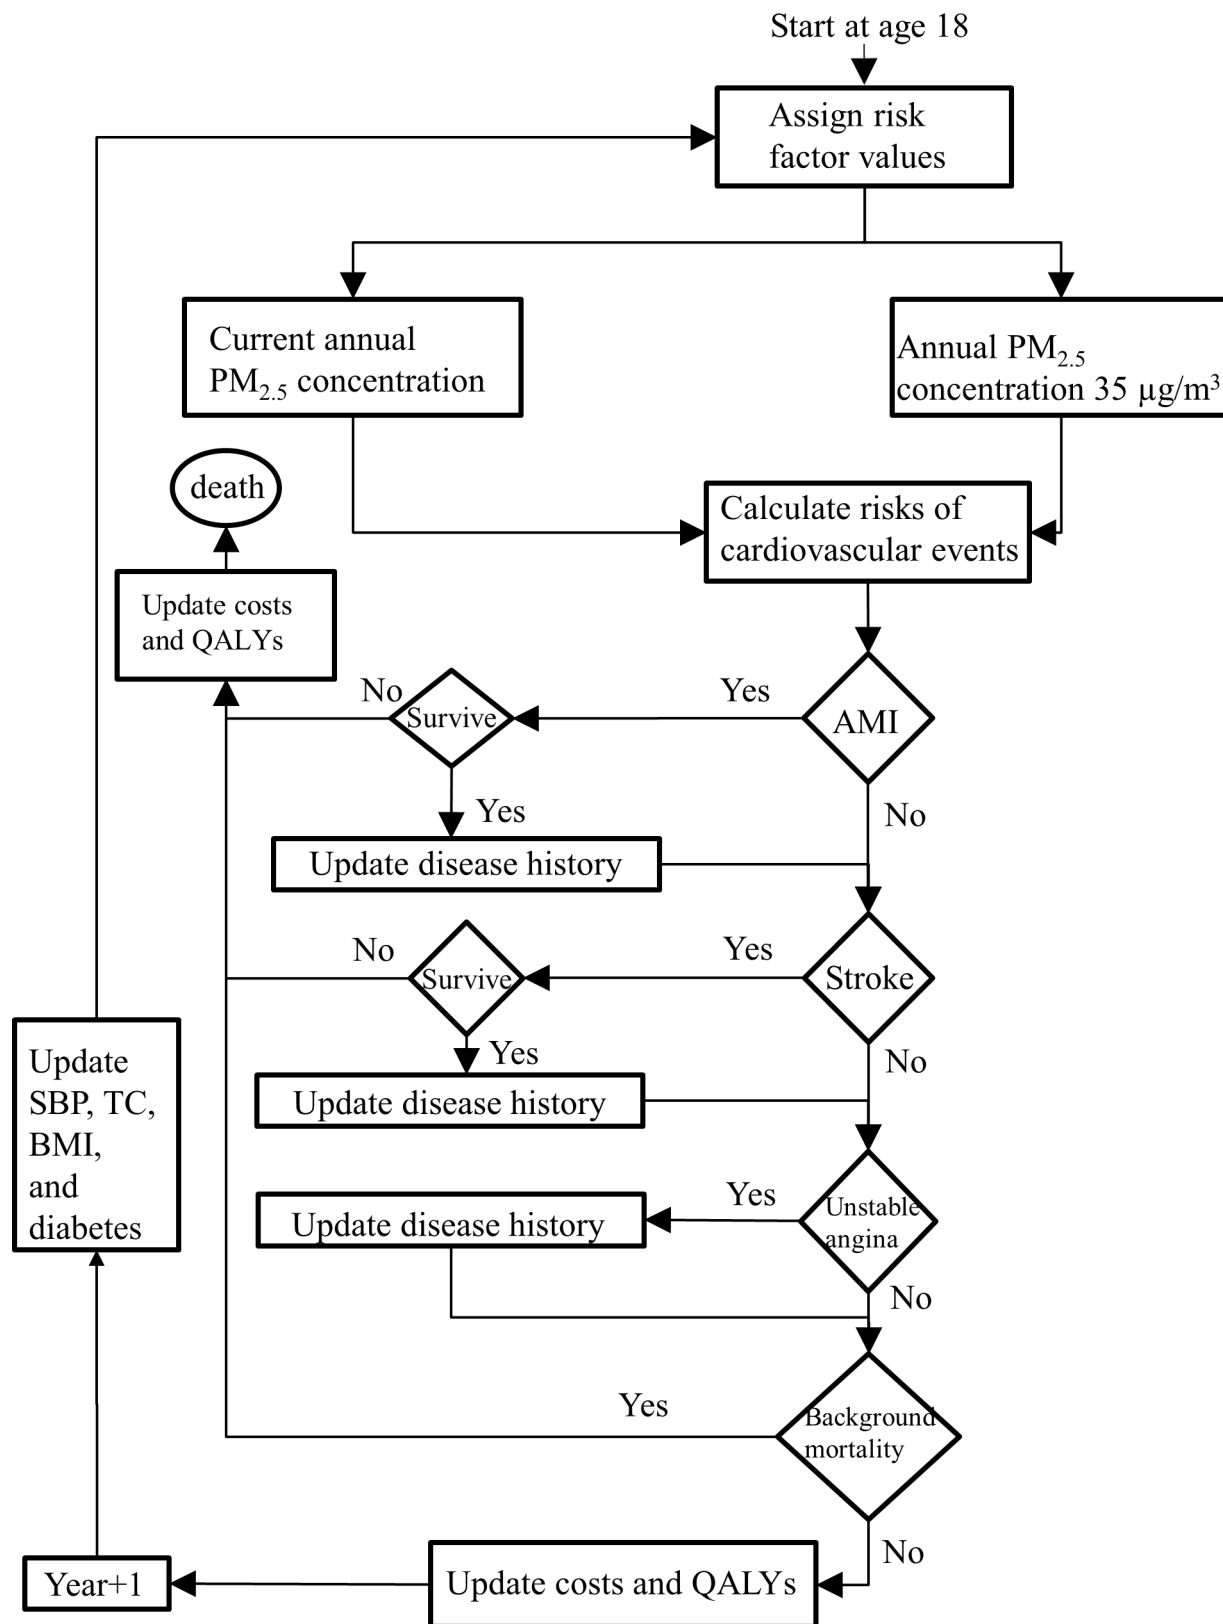 Start at age 18
Assign risk
factor values
Current annual
PM2.5 concentration
Annual PM2.5
concentration 35 µg/m³
death
Calculate risks of
cardiovascular events
Update costs
and QALYs
No
Survive
Yes
AMI
Yes
No
Update disease history
No
Survive
Yes
Stroke
Yes
No
Update disease history
Update
SBP, TC,
BMI,
and
diabetes
Yes
Unstable
angina
Update disease history
No
Yes
Background
mortality
No
Update costs and QALYs
Year+1